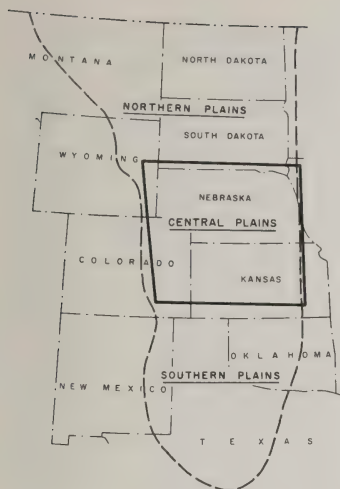 MONTANA
NORTH DAKOTA
NORTHERN PLAINS
SOUTH DAKOTA
WYOMING
NEBRASKA
CENTRAL PLAINS
COLORADO
KANSAS
OKLAHOMA
SOUTHERN PLAINS
NEW MEXICO
TEXAS